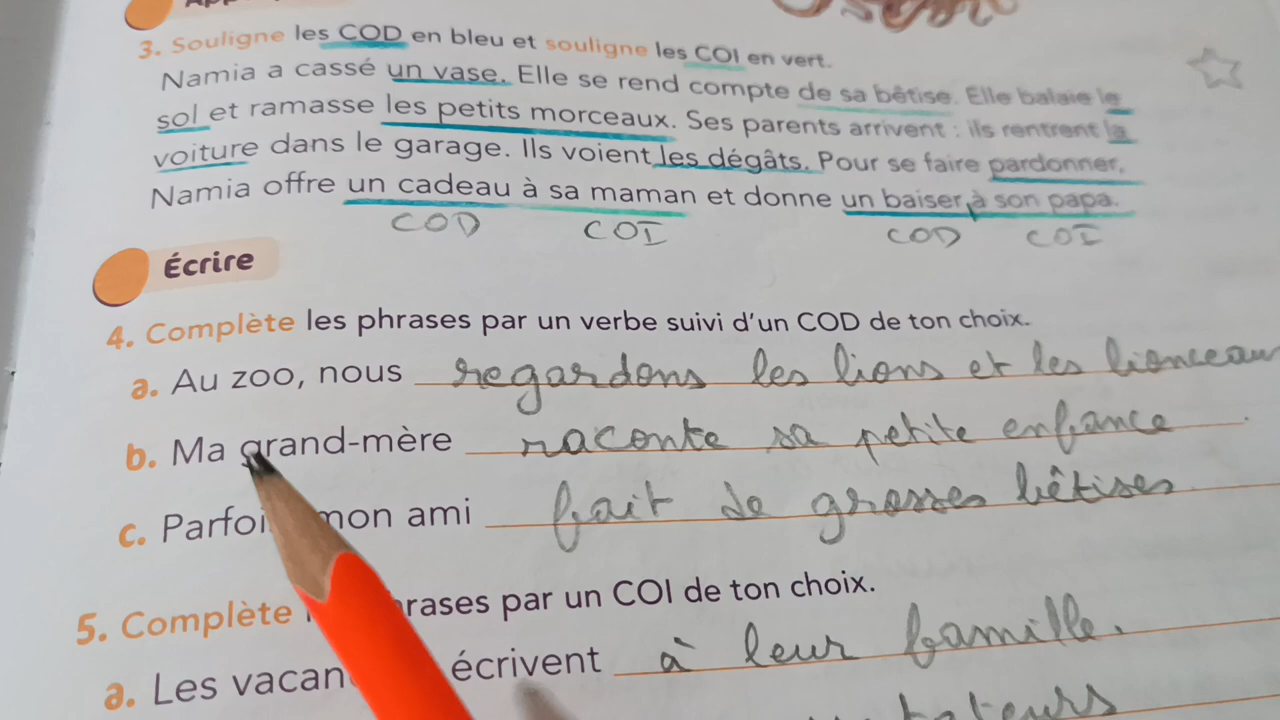 3. Souligne les COD en bleu et souligne les COI en vert.
Namia a cassé un vase. Elle se rend compte de sa bêtise. Elle balaie le
sol et ramasse les petits morceaux. Ses parents arrivent : ils rentrent la
voiture dans le garage. Ils voient les dégâts. Pour se faire pardonner,
Namia offre un cadeau à sa maman et donne un baiser à son papa.
COD COI COD COI
Écrire
4. Complète les phrases par un verbe suivi d'un COD de ton choix.
a. Au zoo, nous regardons les lions et les lionceau
b. Ma grand-mère raconte sa petite enfance.
c. Parfoi mon ami fait de grosses bêtises
5. Complète rases par un COI de ton choix.
a. Les vacan écrivent à leur famille.